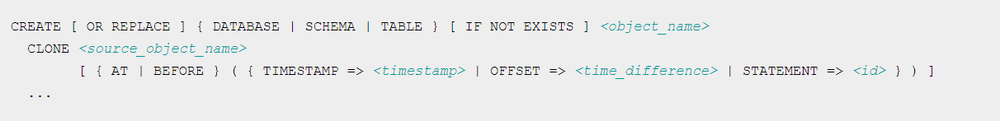 CREATE [ OR REPLACE ] { DATABASE | SCHEMA | TABLE } [ IF NOT EXISTS ] <object_name>
CLONE <source_object_name>
[ { AT | BEFORE } ( { TIMESTAMP => <timestamp> | OFFSET => <time_difference> | STATEMENT => <id> } ) ]
...